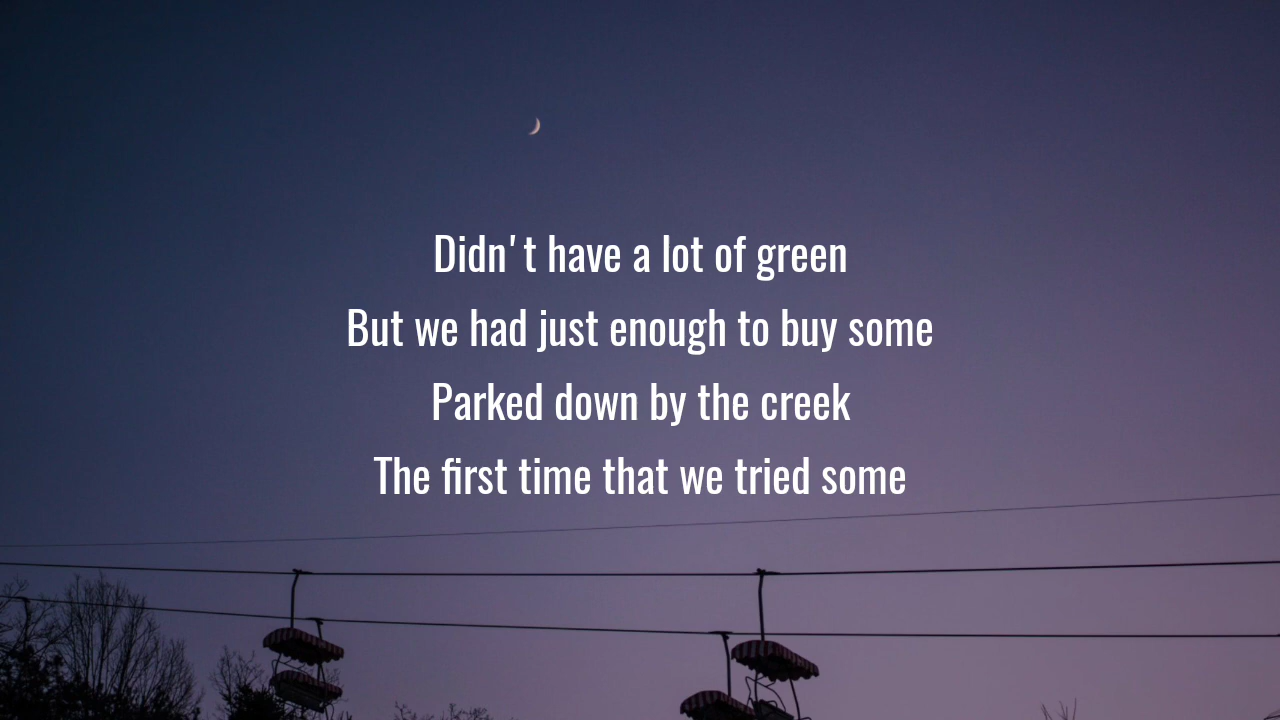 Didn't have a lot of green
But we had just enough to buy some
Parked down by the creek
The first time that we tried some